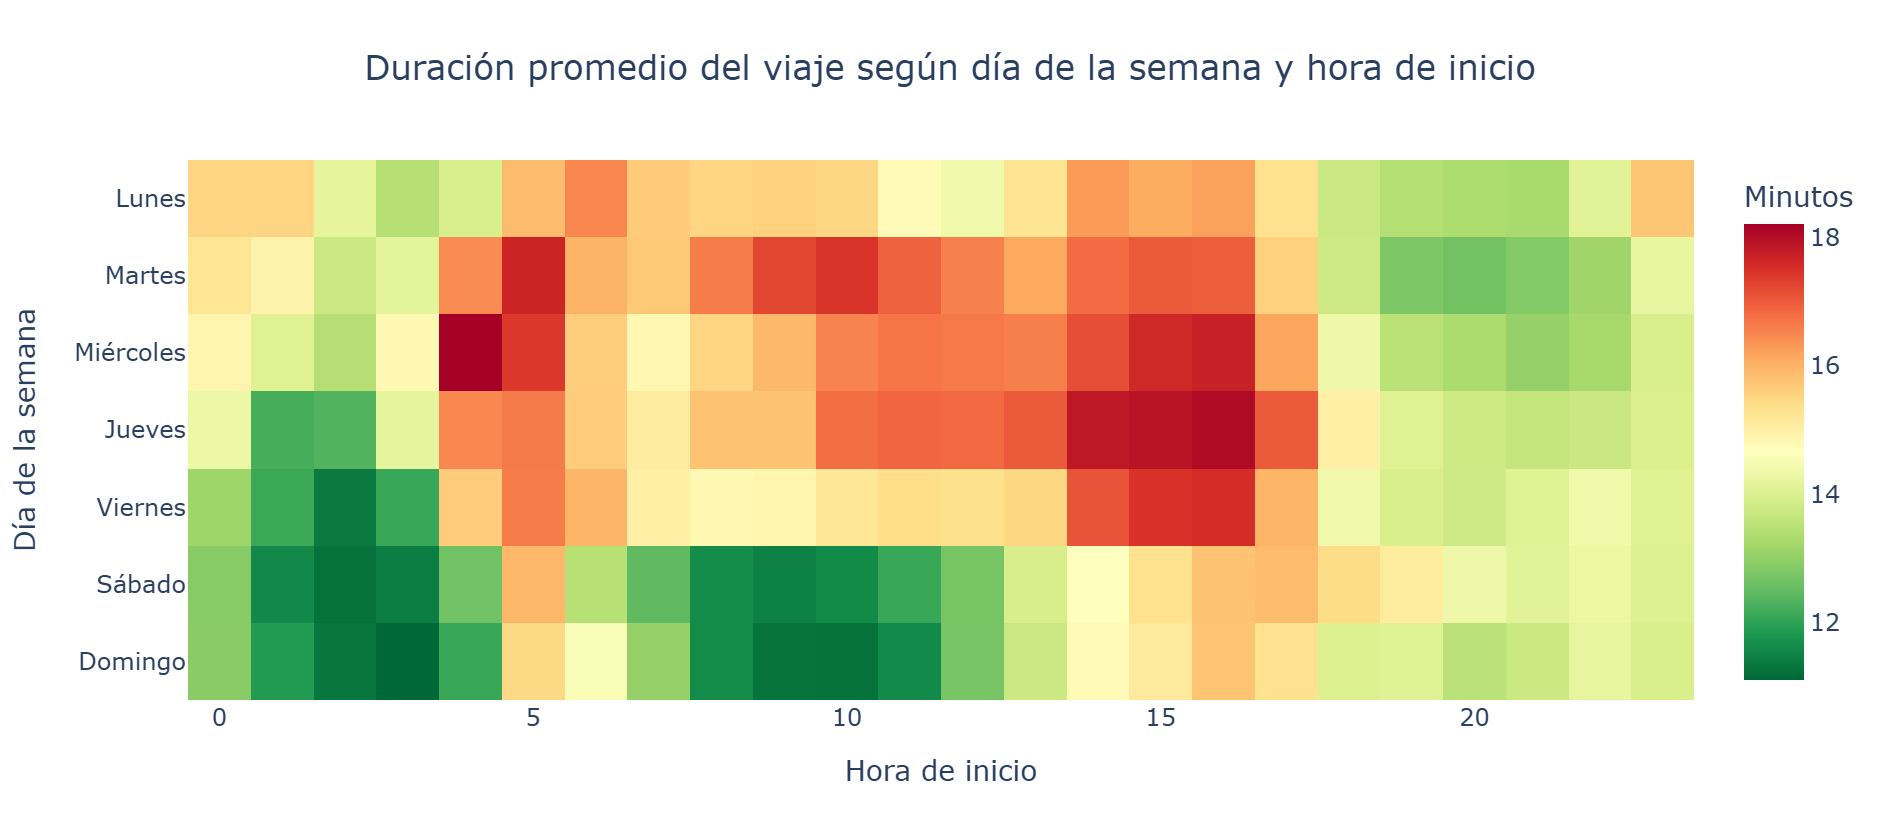 Duración promedio del viaje según día de la semana y hora de inicio
Día de la semana
Lunes
Martes
Miércoles
Jueves
Viernes
Sábado
Domingo
0 5 10 15 20
Hora de inicio
Minutos
18
16
14
12